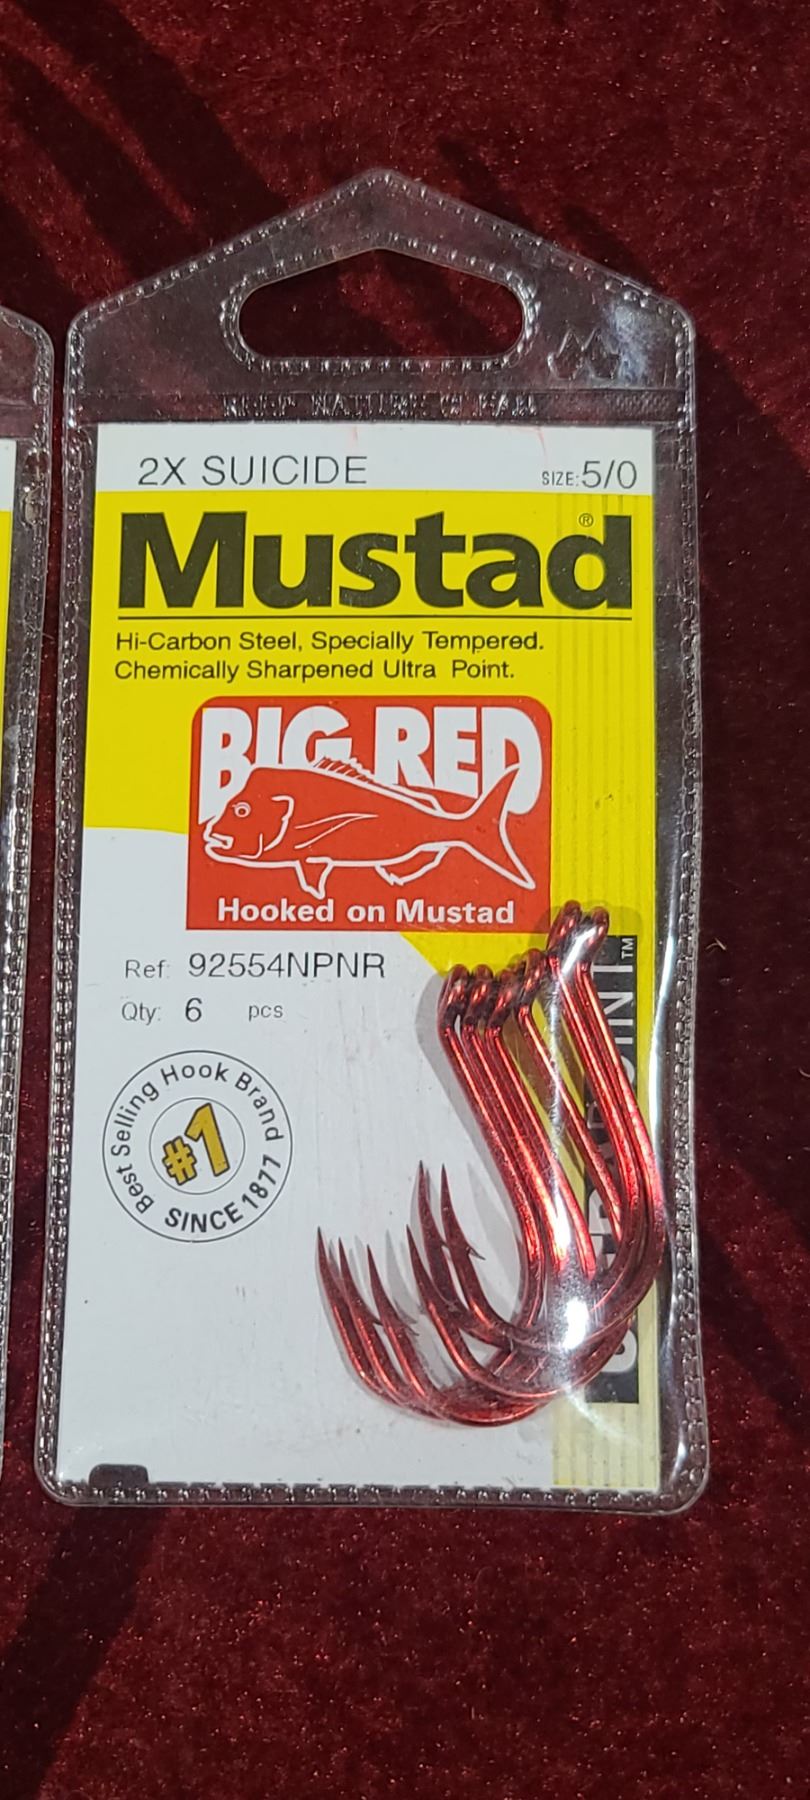 2X SUICIDE SIZE: 5/0
Mustad ®
Hi-Carbon Steel, Specially Tempered.
Chemically Sharpened Ultra Point.
BIG RED
Hooked on Mustad
Ref: 92554NPNR
Qty: 6 pcs
Best Selling Hook Brand
#1
SINCE 1877
TM